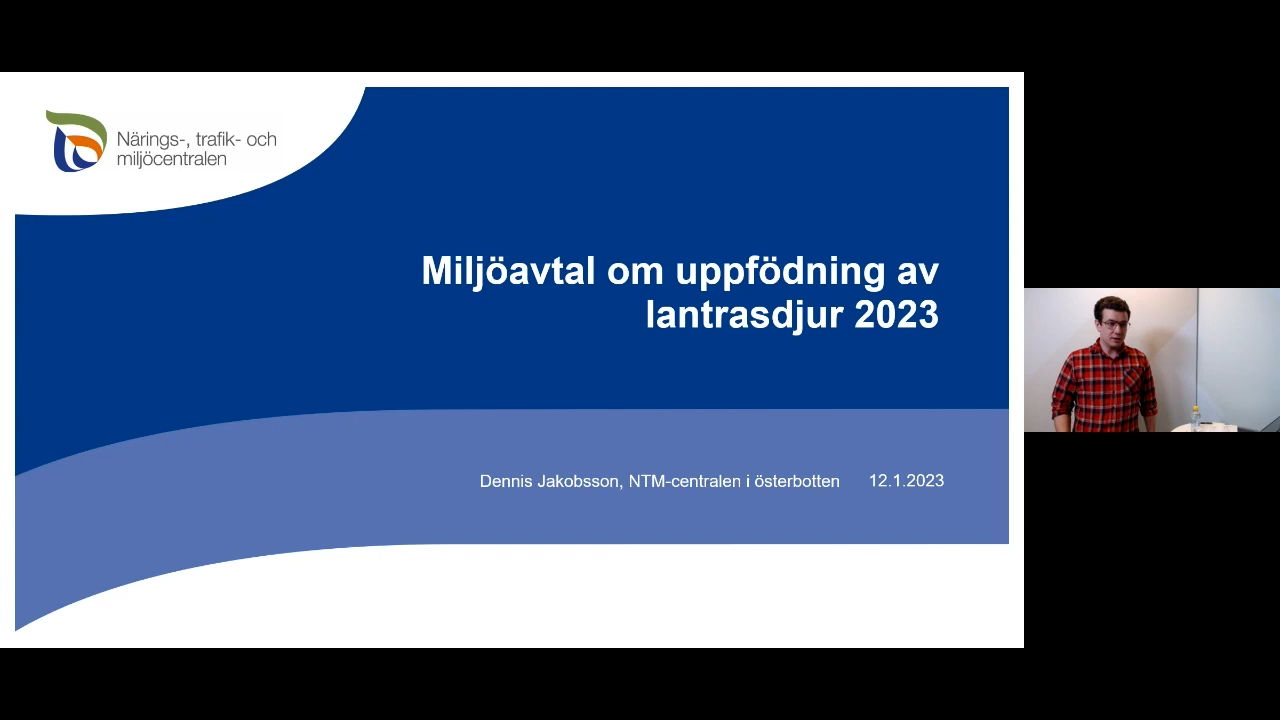 Närings-, trafik- och
miljöcentralen
Miljöavtal om uppfödning av
lantrasdjur 2023
Dennis Jakobsson, NTM-centralen i österbotten 12.1.2023